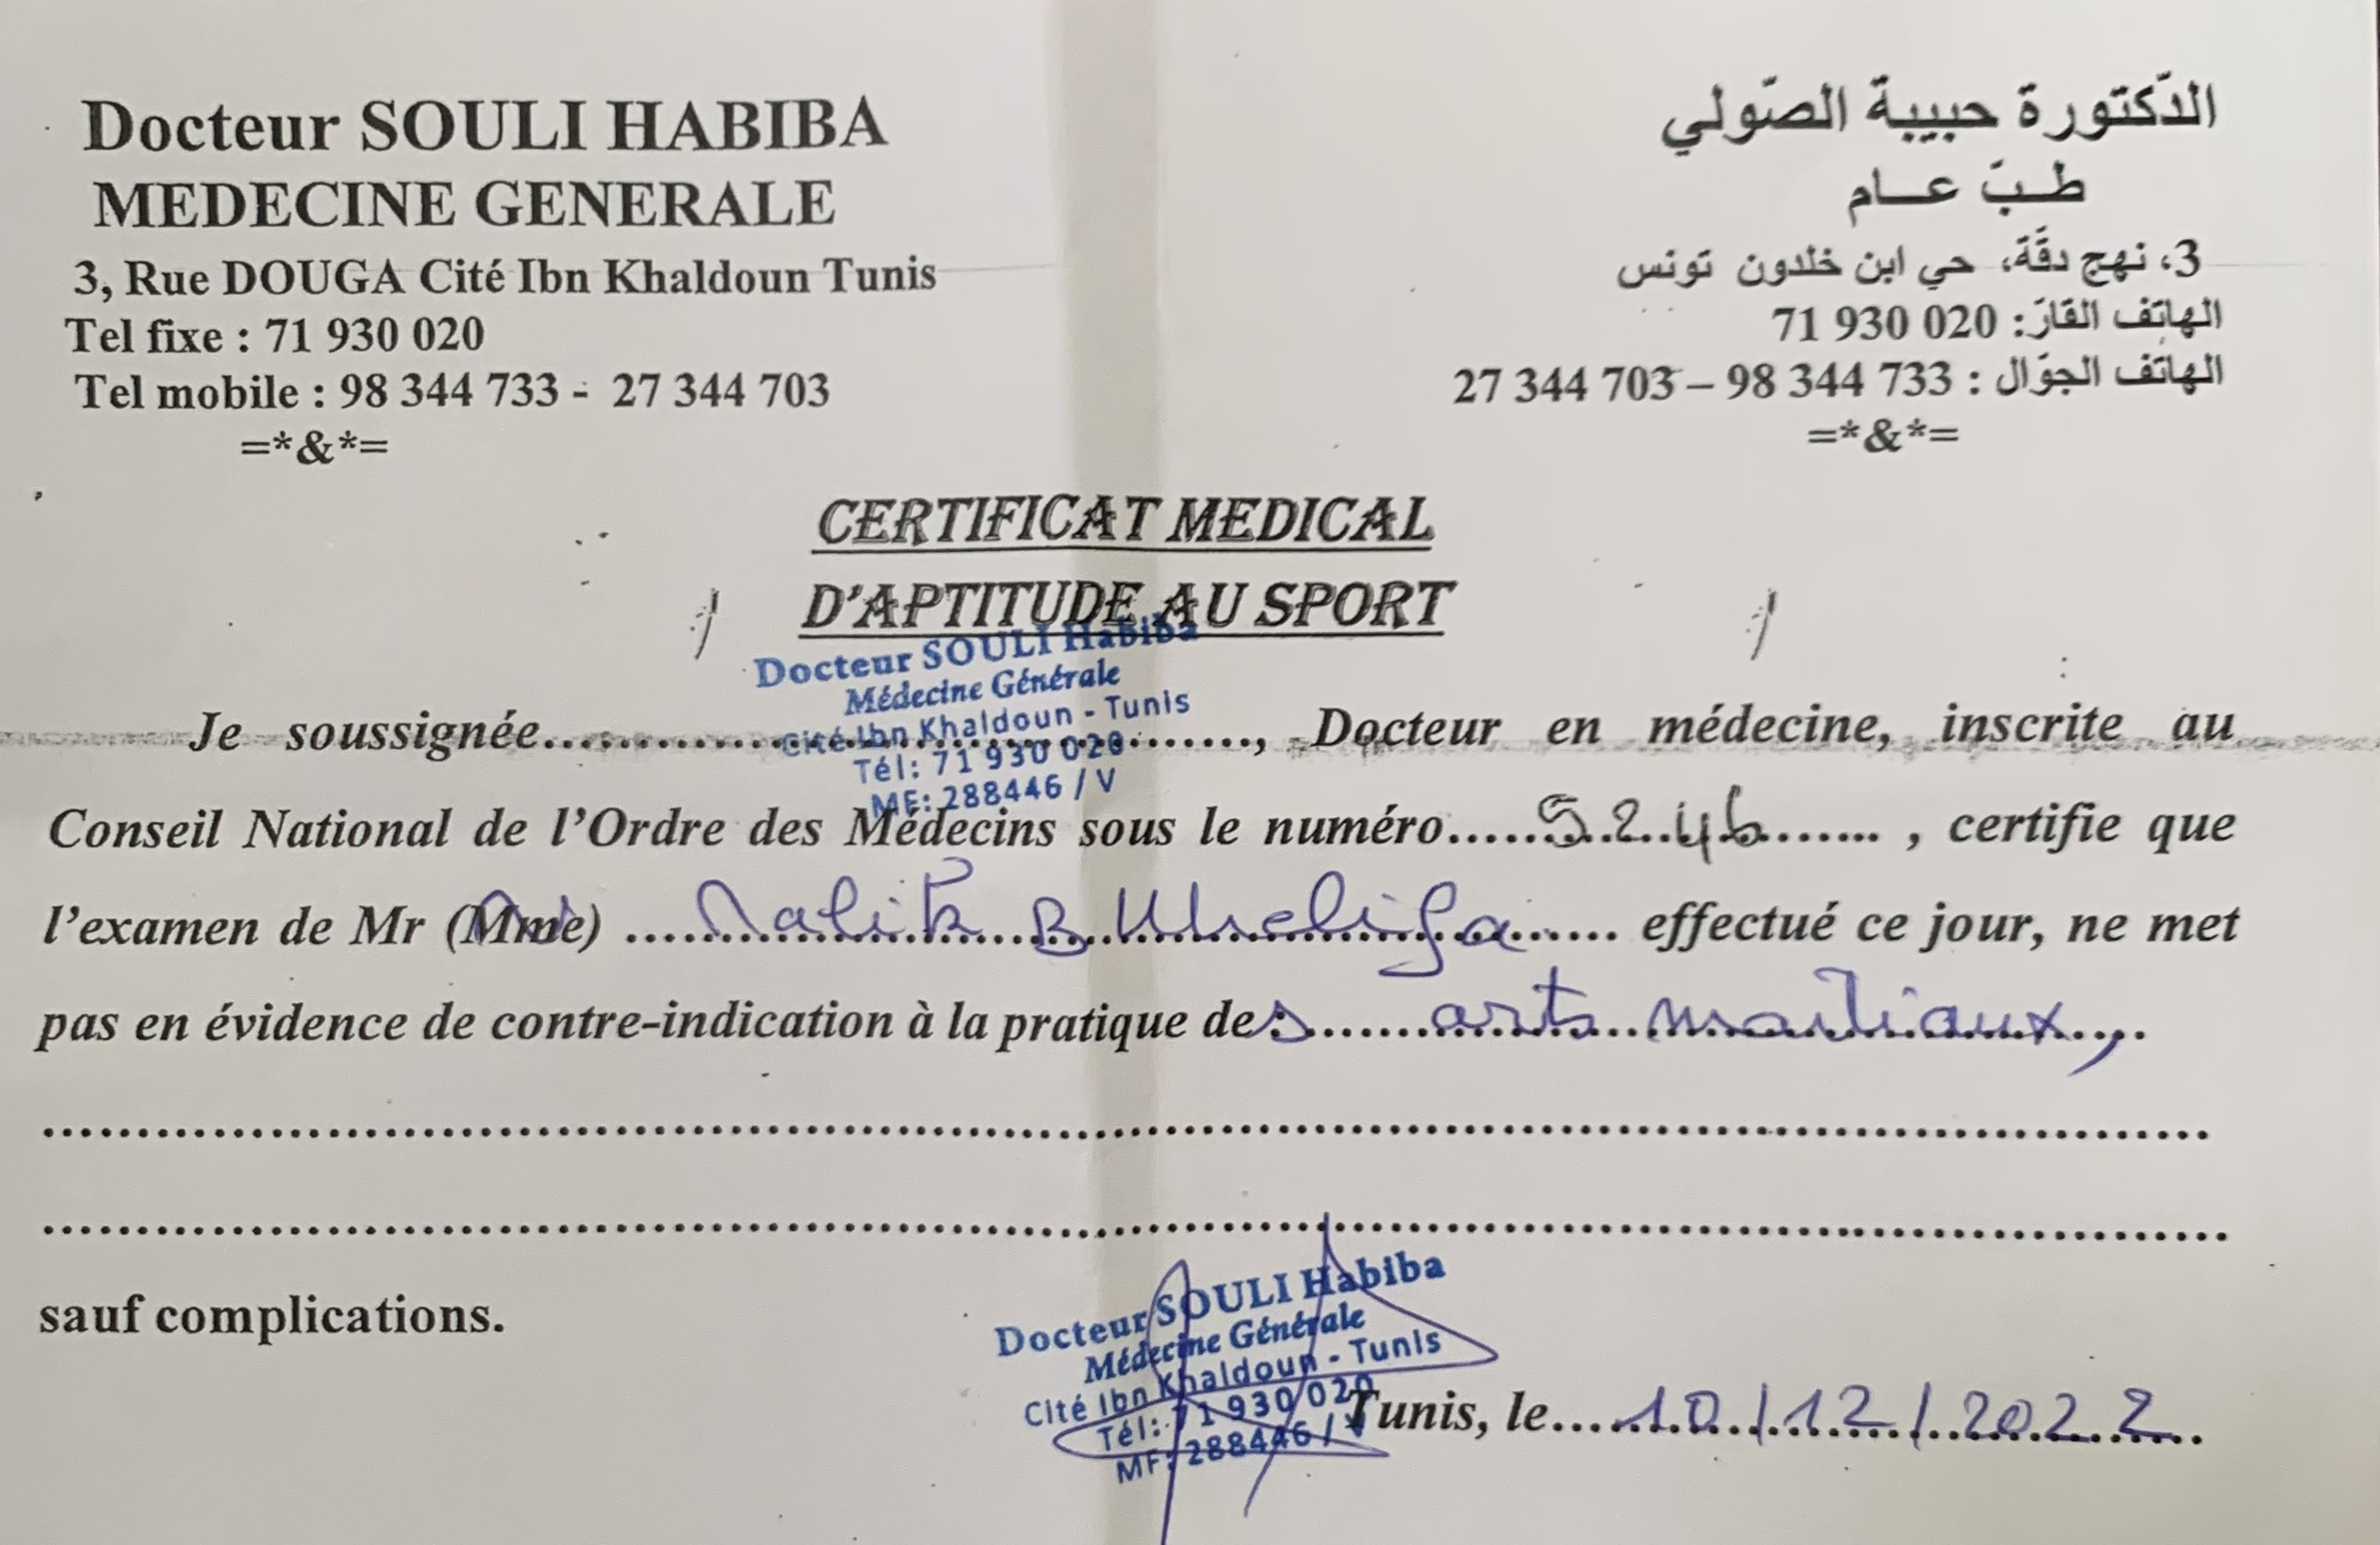 Docteur SOULI HABIBA
MEDECINE GENERALE
3, Rue DOUGA Cité Ibn Khaldoun Tunis
Tel fixe : 71 930 020
Tel mobile : 98 344 733 - 27 344 703
=*&*=
الدّكتورة حبيبة الصّولي
طبّ عام
3، نهج دقّة، حي ابن خلدون تونس
الهاتف القارّ: 71 930 020
الهاتف الجوّال : 98 344 733 – 27 344 703
=*&*=
CERTIFICAT MEDICAL
D'APTITUDE AU SPORT
Docteur SOULI Habiba
Médecine Générale
Cité Ibn Khaldoun - Tunis
Tél: 71 930 020
MF: 288446 / V
Je soussignée...................................., Docteur en médecine, inscrite au
Conseil National de l'Ordre des Médecins sous le numéro.....5246......., certifie que
l'examen de Mr (Mme) ....Malik B Khelifa...... effectué ce jour, ne met
pas en évidence de contre-indication à la pratique des.......arts martiaux,....
sauf complications.
Docteur SOULI Habiba
Médecine Générale
Cité Ibn Khaldoun - Tunis
Tél: 71 930 020
MF: 288446 / V
Tunis, le....10/12/2022..